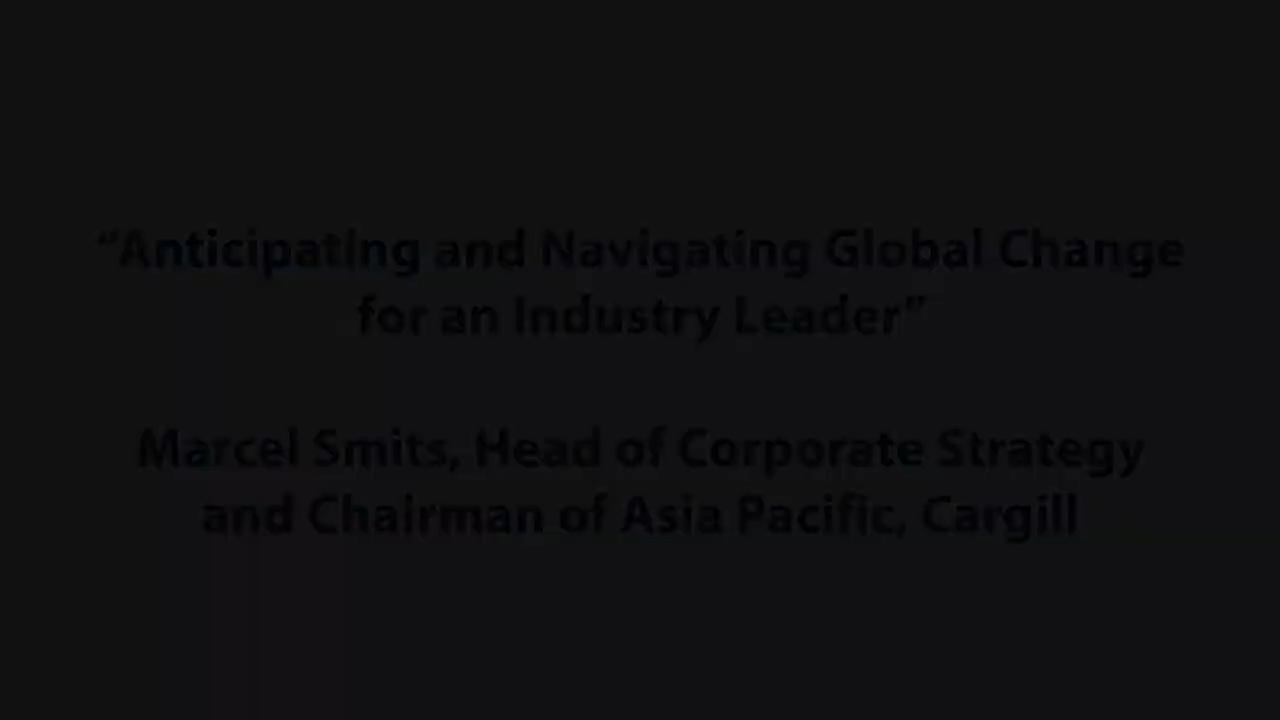 “Anticipating and Navigating Global Change
for an Industry Leader”
Marcel Smits, Head of Corporate Strategy
and Chairman of Asia Pacific, Cargill